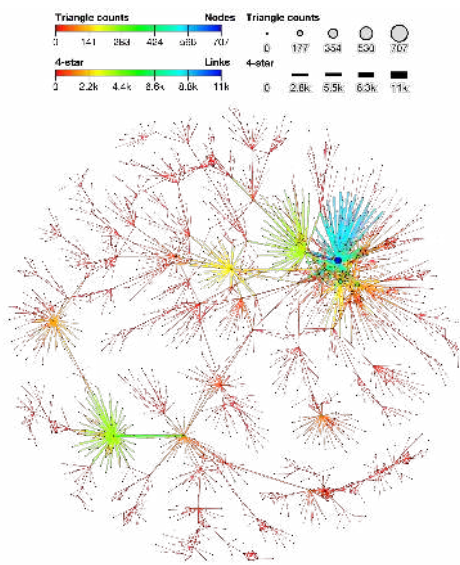 Triangle counts Nodes
0 141 283 424 566 707
4-star Links
0 2.2k 4.4k 6.6k 8.8k 11k
Triangle counts
0 177 354 530 707
4-star
0 2.8k 5.5k 8.3k 11k